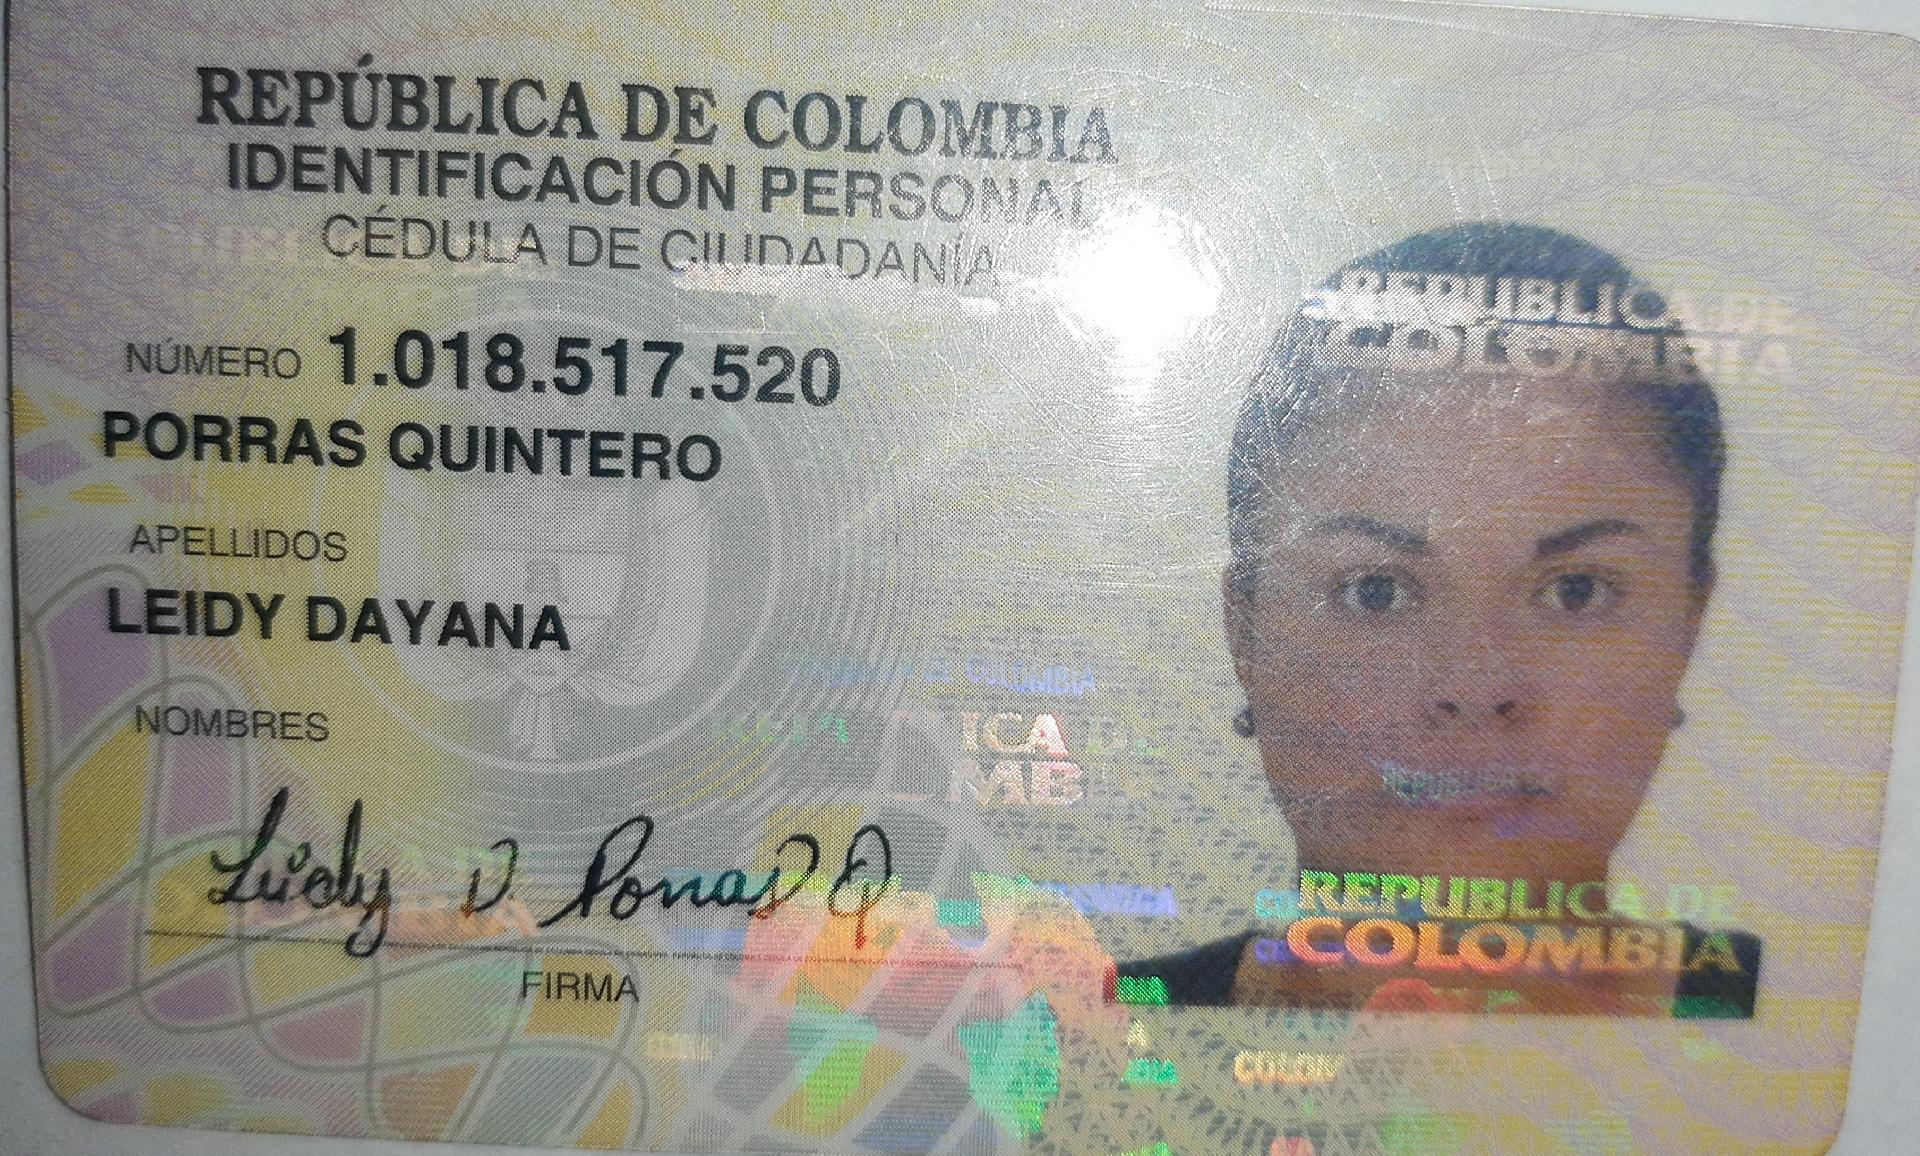 REPÚBLICA DE COLOMBIA
IDENTIFICACIÓN PERSONAL
CÉDULA DE CIUDADANÍA
NÚMERO 1.018.517.520
PORRAS QUINTERO
APELLIDOS
LEIDY DAYANA
NOMBRES
Leidy D. Porras Q
FIRMA
REPUBLICA DE
COLOMBIA
REPUBLICA DE
COLOMBIA